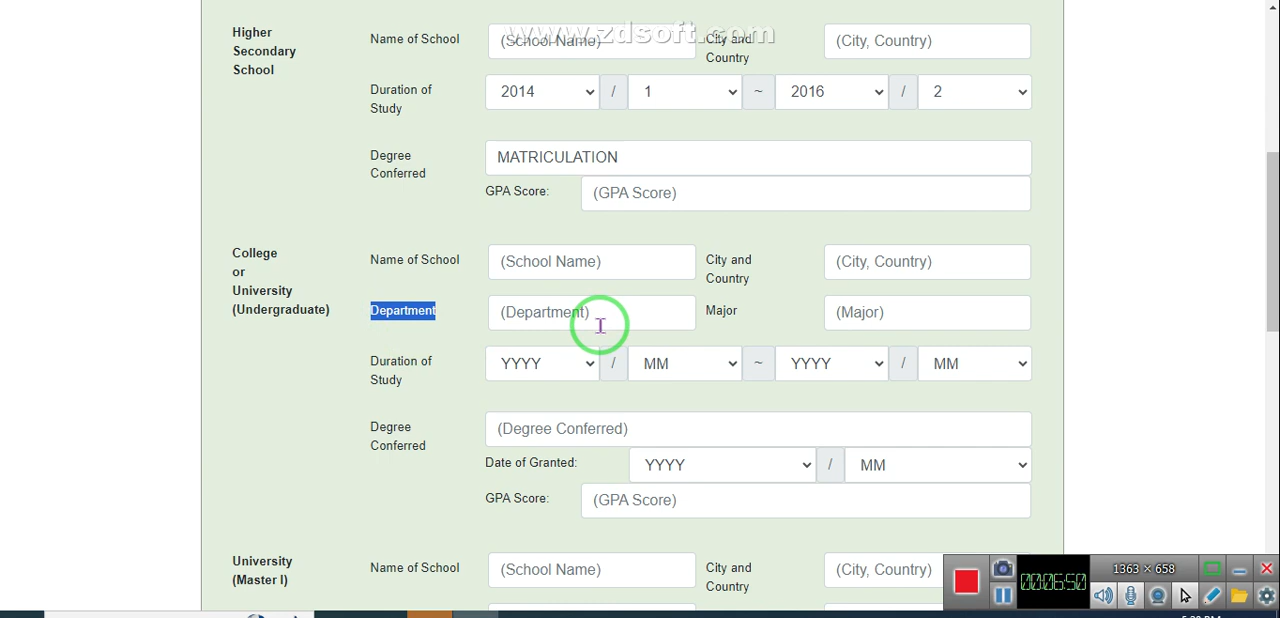 www.zdsoft.com
Higher
Secondary
School
Name of School
(School Name)
City and
Country
(City, Country)
Duration of
Study
2014 / 1 ~ 2016 / 2
Degree
Conferred
MATRICULATION
GPA Score:
(GPA Score)
College
or
University
(Undergraduate)
Name of School
(School Name)
City and
Country
(City, Country)
Department
(Department)
Major
(Major)
Duration of
Study
YYYY / MM ~ YYYY / MM
Degree
Conferred
(Degree Conferred)
Date of Granted:
YYYY / MM
GPA Score:
(GPA Score)
University
(Master I)
Name of School
(School Name)
City and
Country
(City, Country)
1363 × 658
00:06:50